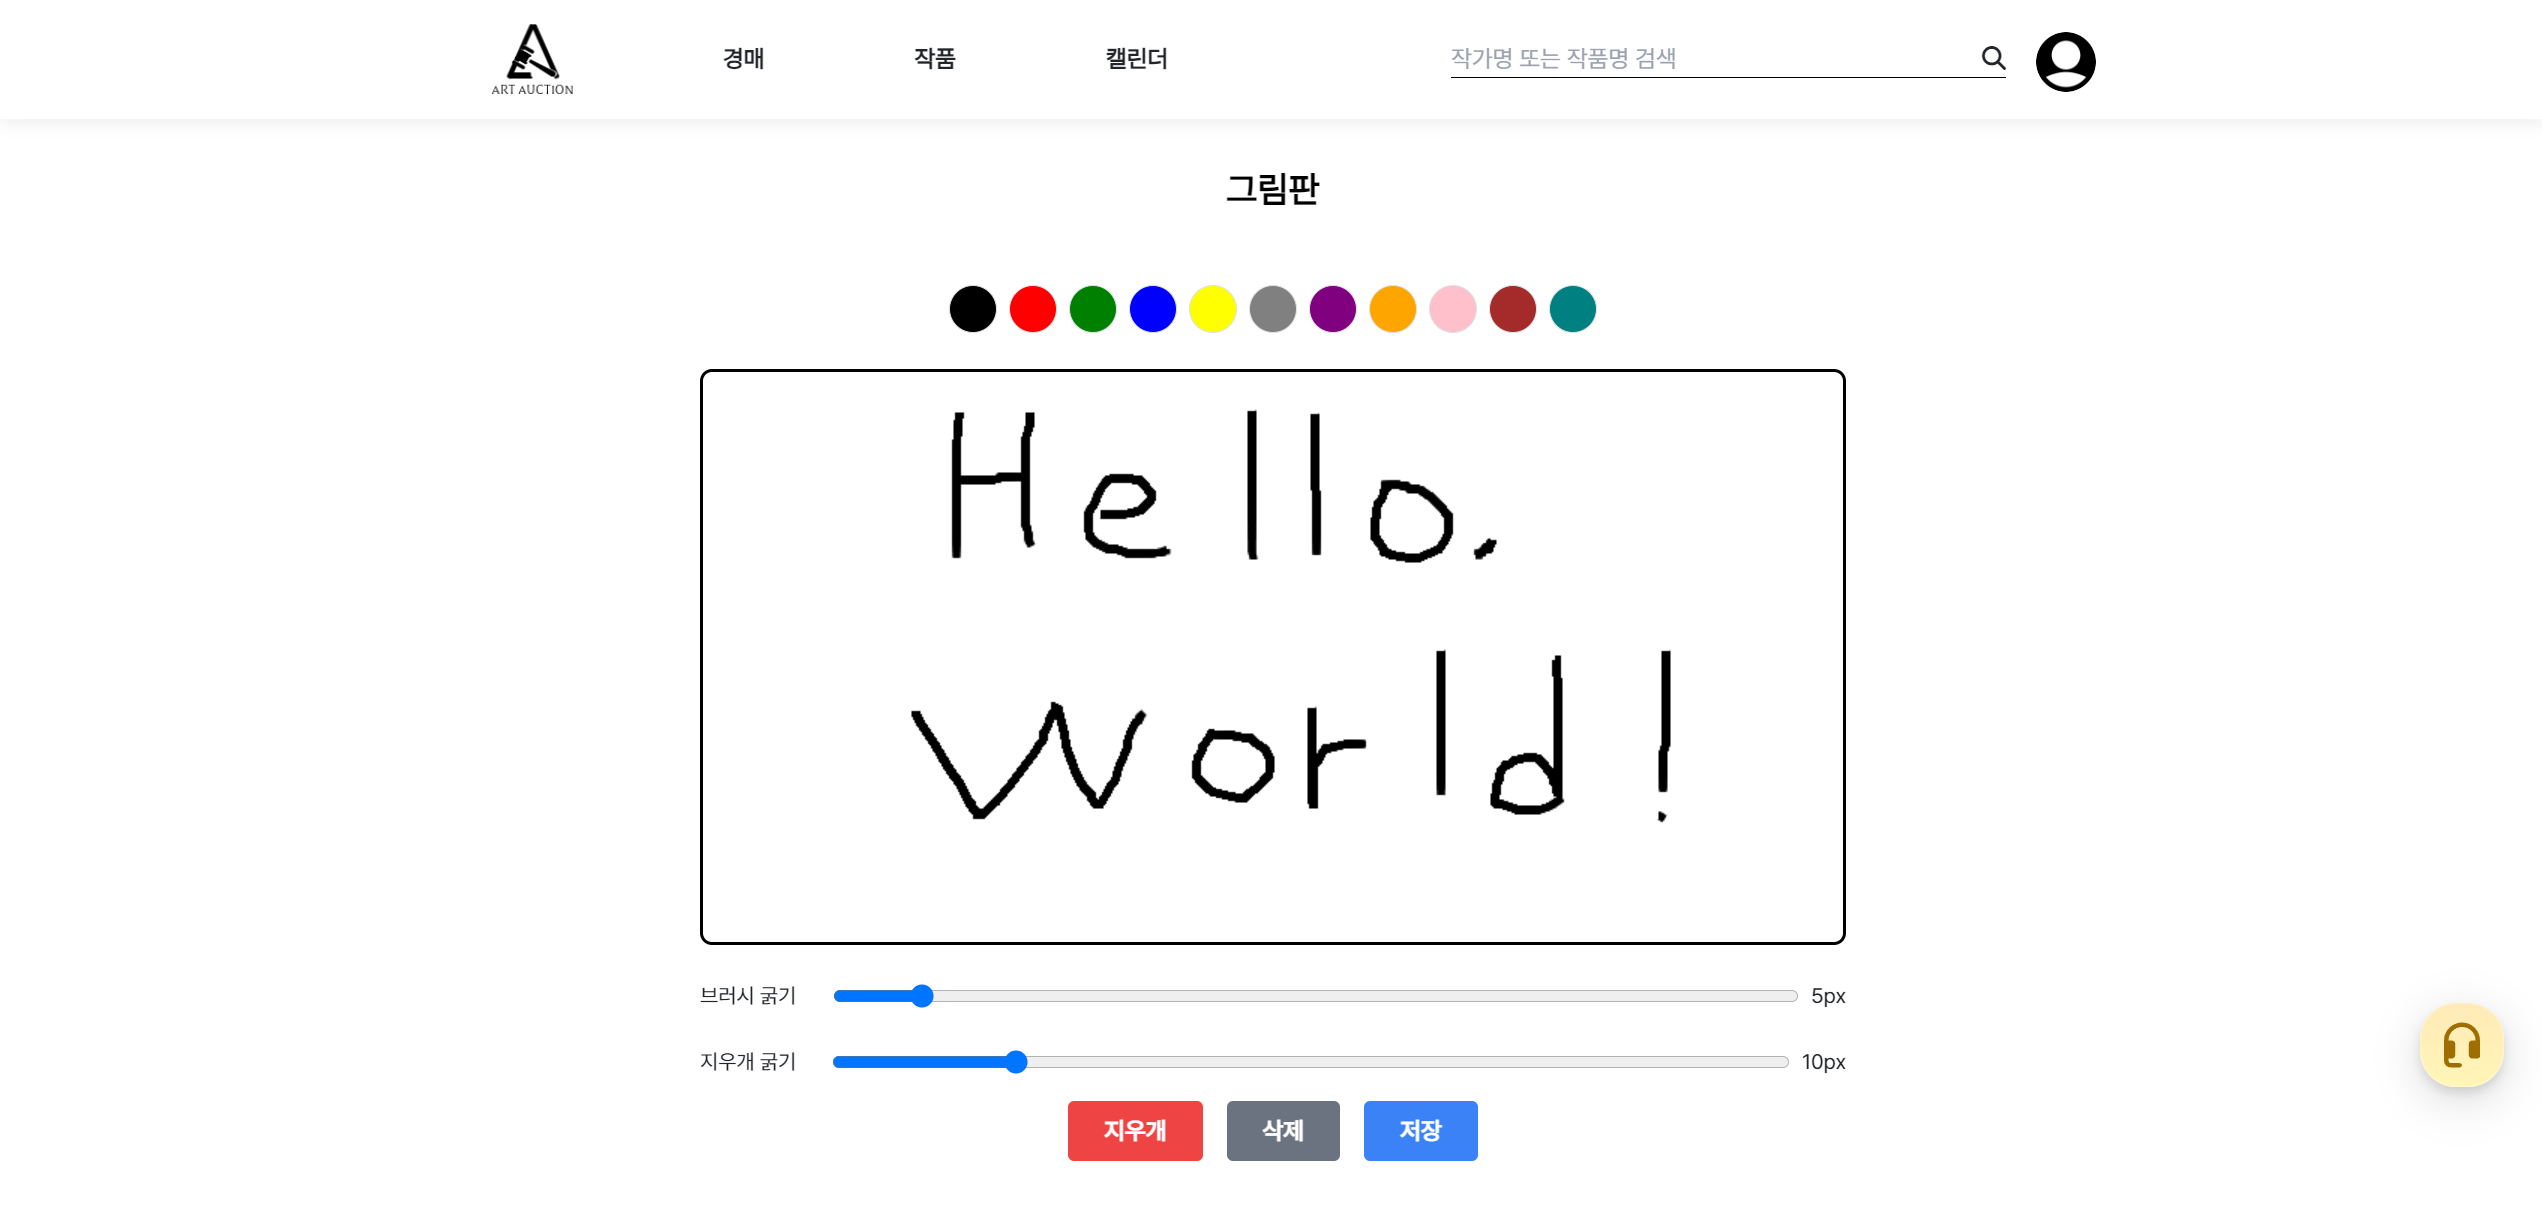 ART AUCTION
경매 작품 캘린더 작가명 또는 작품명 검색
그림판
Hello.
World!
브러시 굵기 5px
지우개 굵기 10px
지우개 삭제 저장